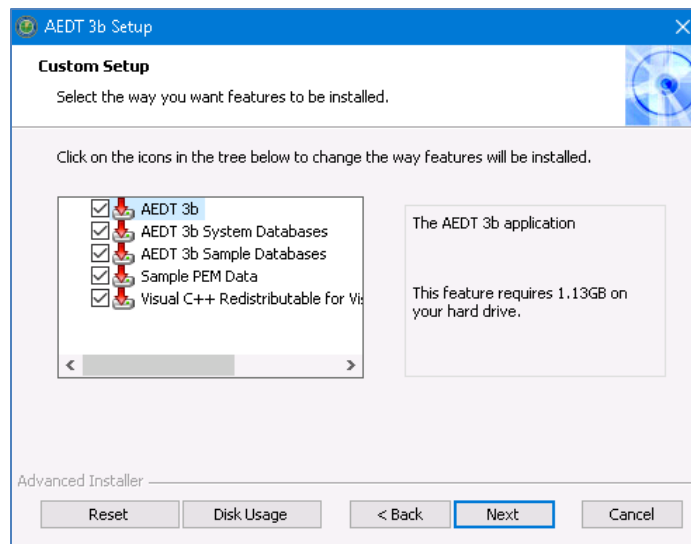 AEDT 3b Setup
Custom Setup
Select the way you want features to be installed.
Click on the icons in the tree below to change the way features will be installed.
AEDT 3b
AEDT 3b System Databases
AEDT 3b Sample Databases
Sample PEM Data
Visual C++ Redistributable for
The AEDT 3b application
This feature requires 1.13GB on
your hard drive.
Advanced Installer
Reset
Disk Usage
< Back
Next
Cancel